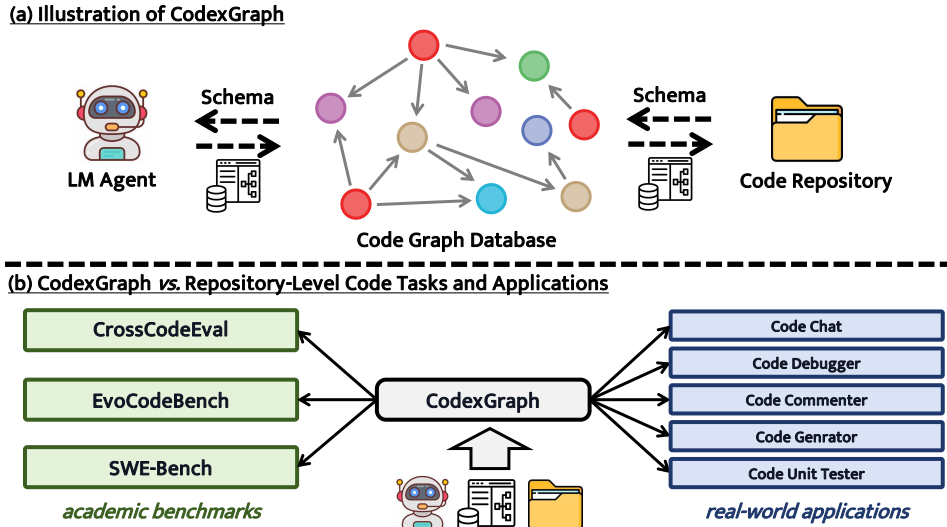 (a) Illustration of CodexGraph
Schema
Schema
LM Agent
Code Repository
Code Graph Database
(b) CodexGraph vs. Repository-Level Code Tasks and Applications
CrossCodeEval
EvoCodeBench
SWE-Bench
academic benchmarks
CodexGraph
Code Chat
Code Debugger
Code Commenter
Code Genrator
Code Unit Tester
real-world applications